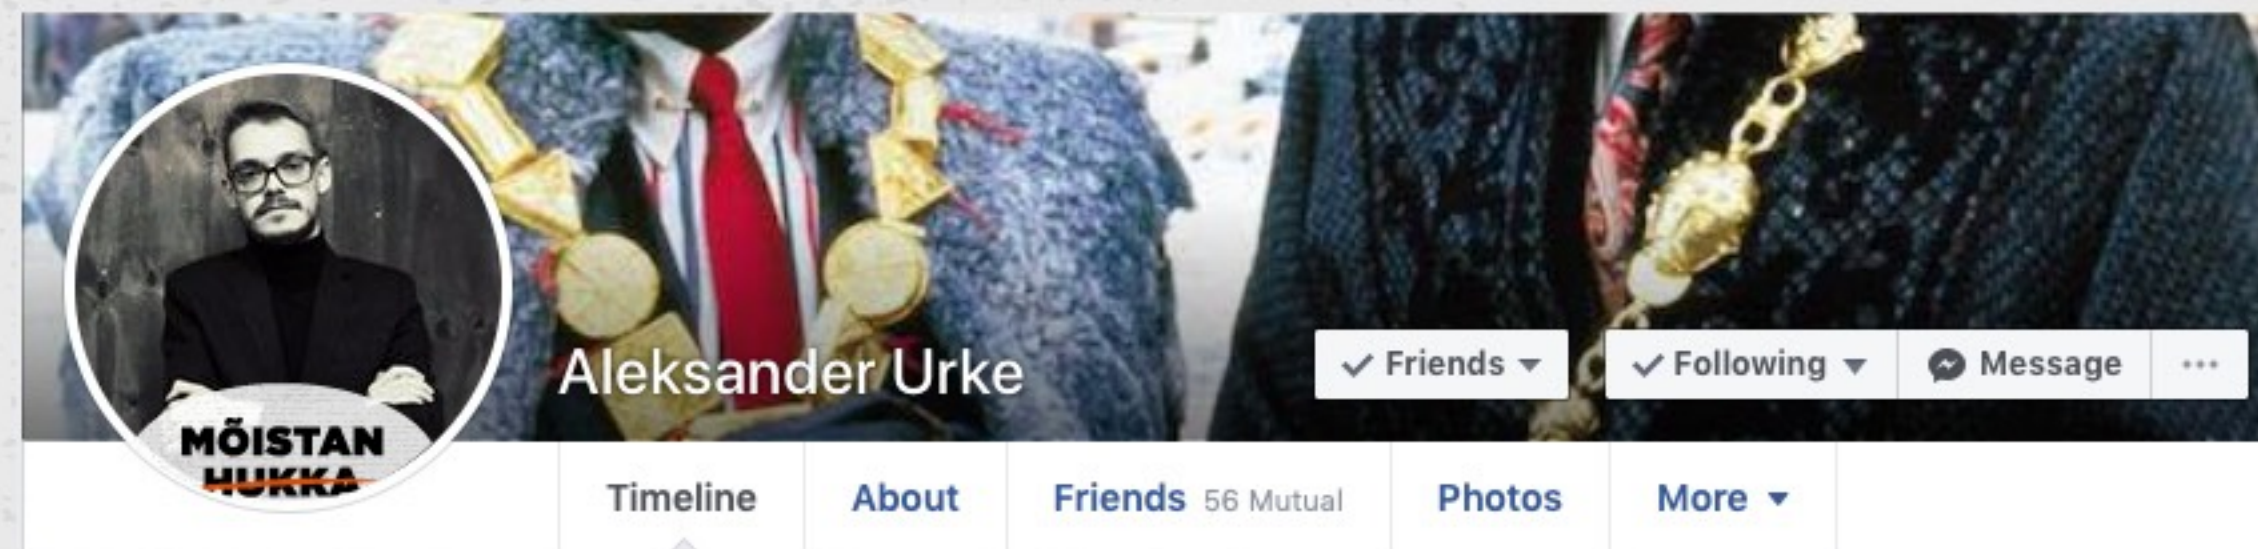 Aleksander Urke
Friends
Following
Message
MÕISTAN
HUKKA
Timeline
About
Friends 56 Mutual
Photos
More